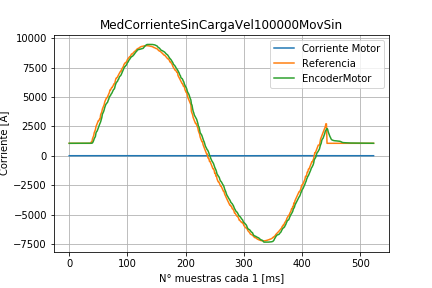 MedCorrienteSinCargaVel100000MovSin
Corriente [A]
10000
7500
5000
2500
0
−2500
−5000
−7500
Corriente Motor
Referencia
EncoderMotor
0 100 200 300 400 500
N° muestras cada 1 [ms]